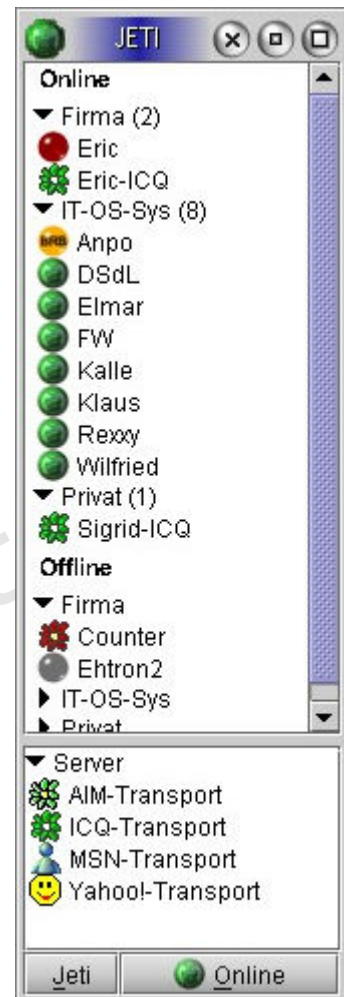 JETI
Online
Firma (2)
Eric
Eric-ICQ
IT-OS-Sys (8)
BRB Anpo
DSdL
Elmar
FW
Kalle
Klaus
Rexxy
Wilfried
Privat (1)
Sigrid-ICQ
Offline
Firma
Counter
Ehtron2
IT-OS-Sys
Privat
Server
AIM-Transport
ICQ-Transport
MSN-Transport
Yahoo!-Transport
Jeti Online